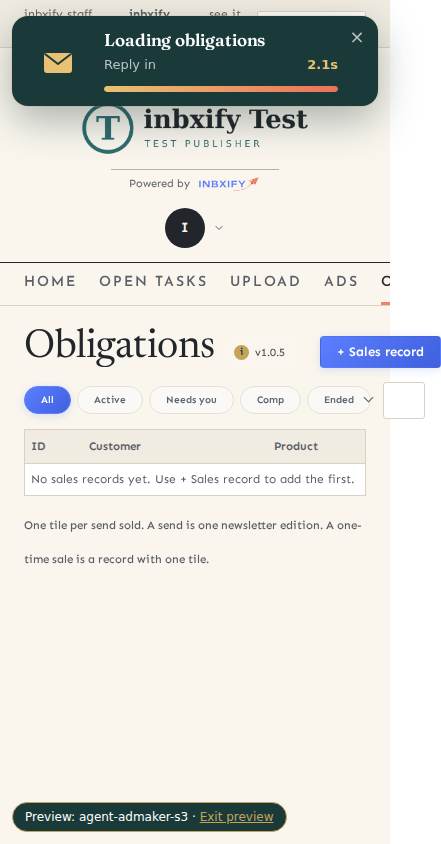 inbxify staff inbxify see it
Loading obligations
Reply in 2.1s
T inbxify Test
TEST PUBLISHER
Powered by INBXIFY
I
HOME OPEN TASKS UPLOAD ADS
Obligations i v1.0.5 + Sales record
All Active Needs you Comp Ended
ID Customer Product
No sales records yet. Use + Sales record to add the first.
One tile per send sold. A send is one newsletter edition. A one-
time sale is a record with one tile.
Preview: agent-admaker-s3 · Exit preview